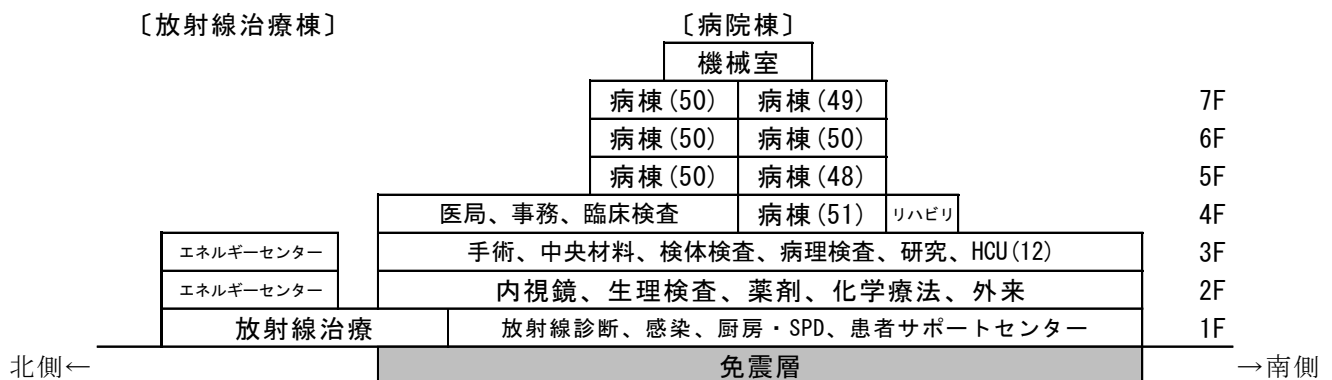 〔放射線治療棟〕 〔病院棟〕
機械室
病棟(50) 病棟(49) 7F
病棟(50) 病棟(50) 6F
病棟(50) 病棟(48) 5F
医局、事務、臨床検査 病棟(51) リハビリ 4F
エネルギーセンター 手術、中央材料、検体検査、病理検査、研究、HCU(12) 3F
エネルギーセンター 内視鏡、生理検査、薬剤、化学療法、外来 2F
放射線治療 放射線診断、感染、厨房・SPD、患者サポートセンター 1F
北側← 免震層 →南側